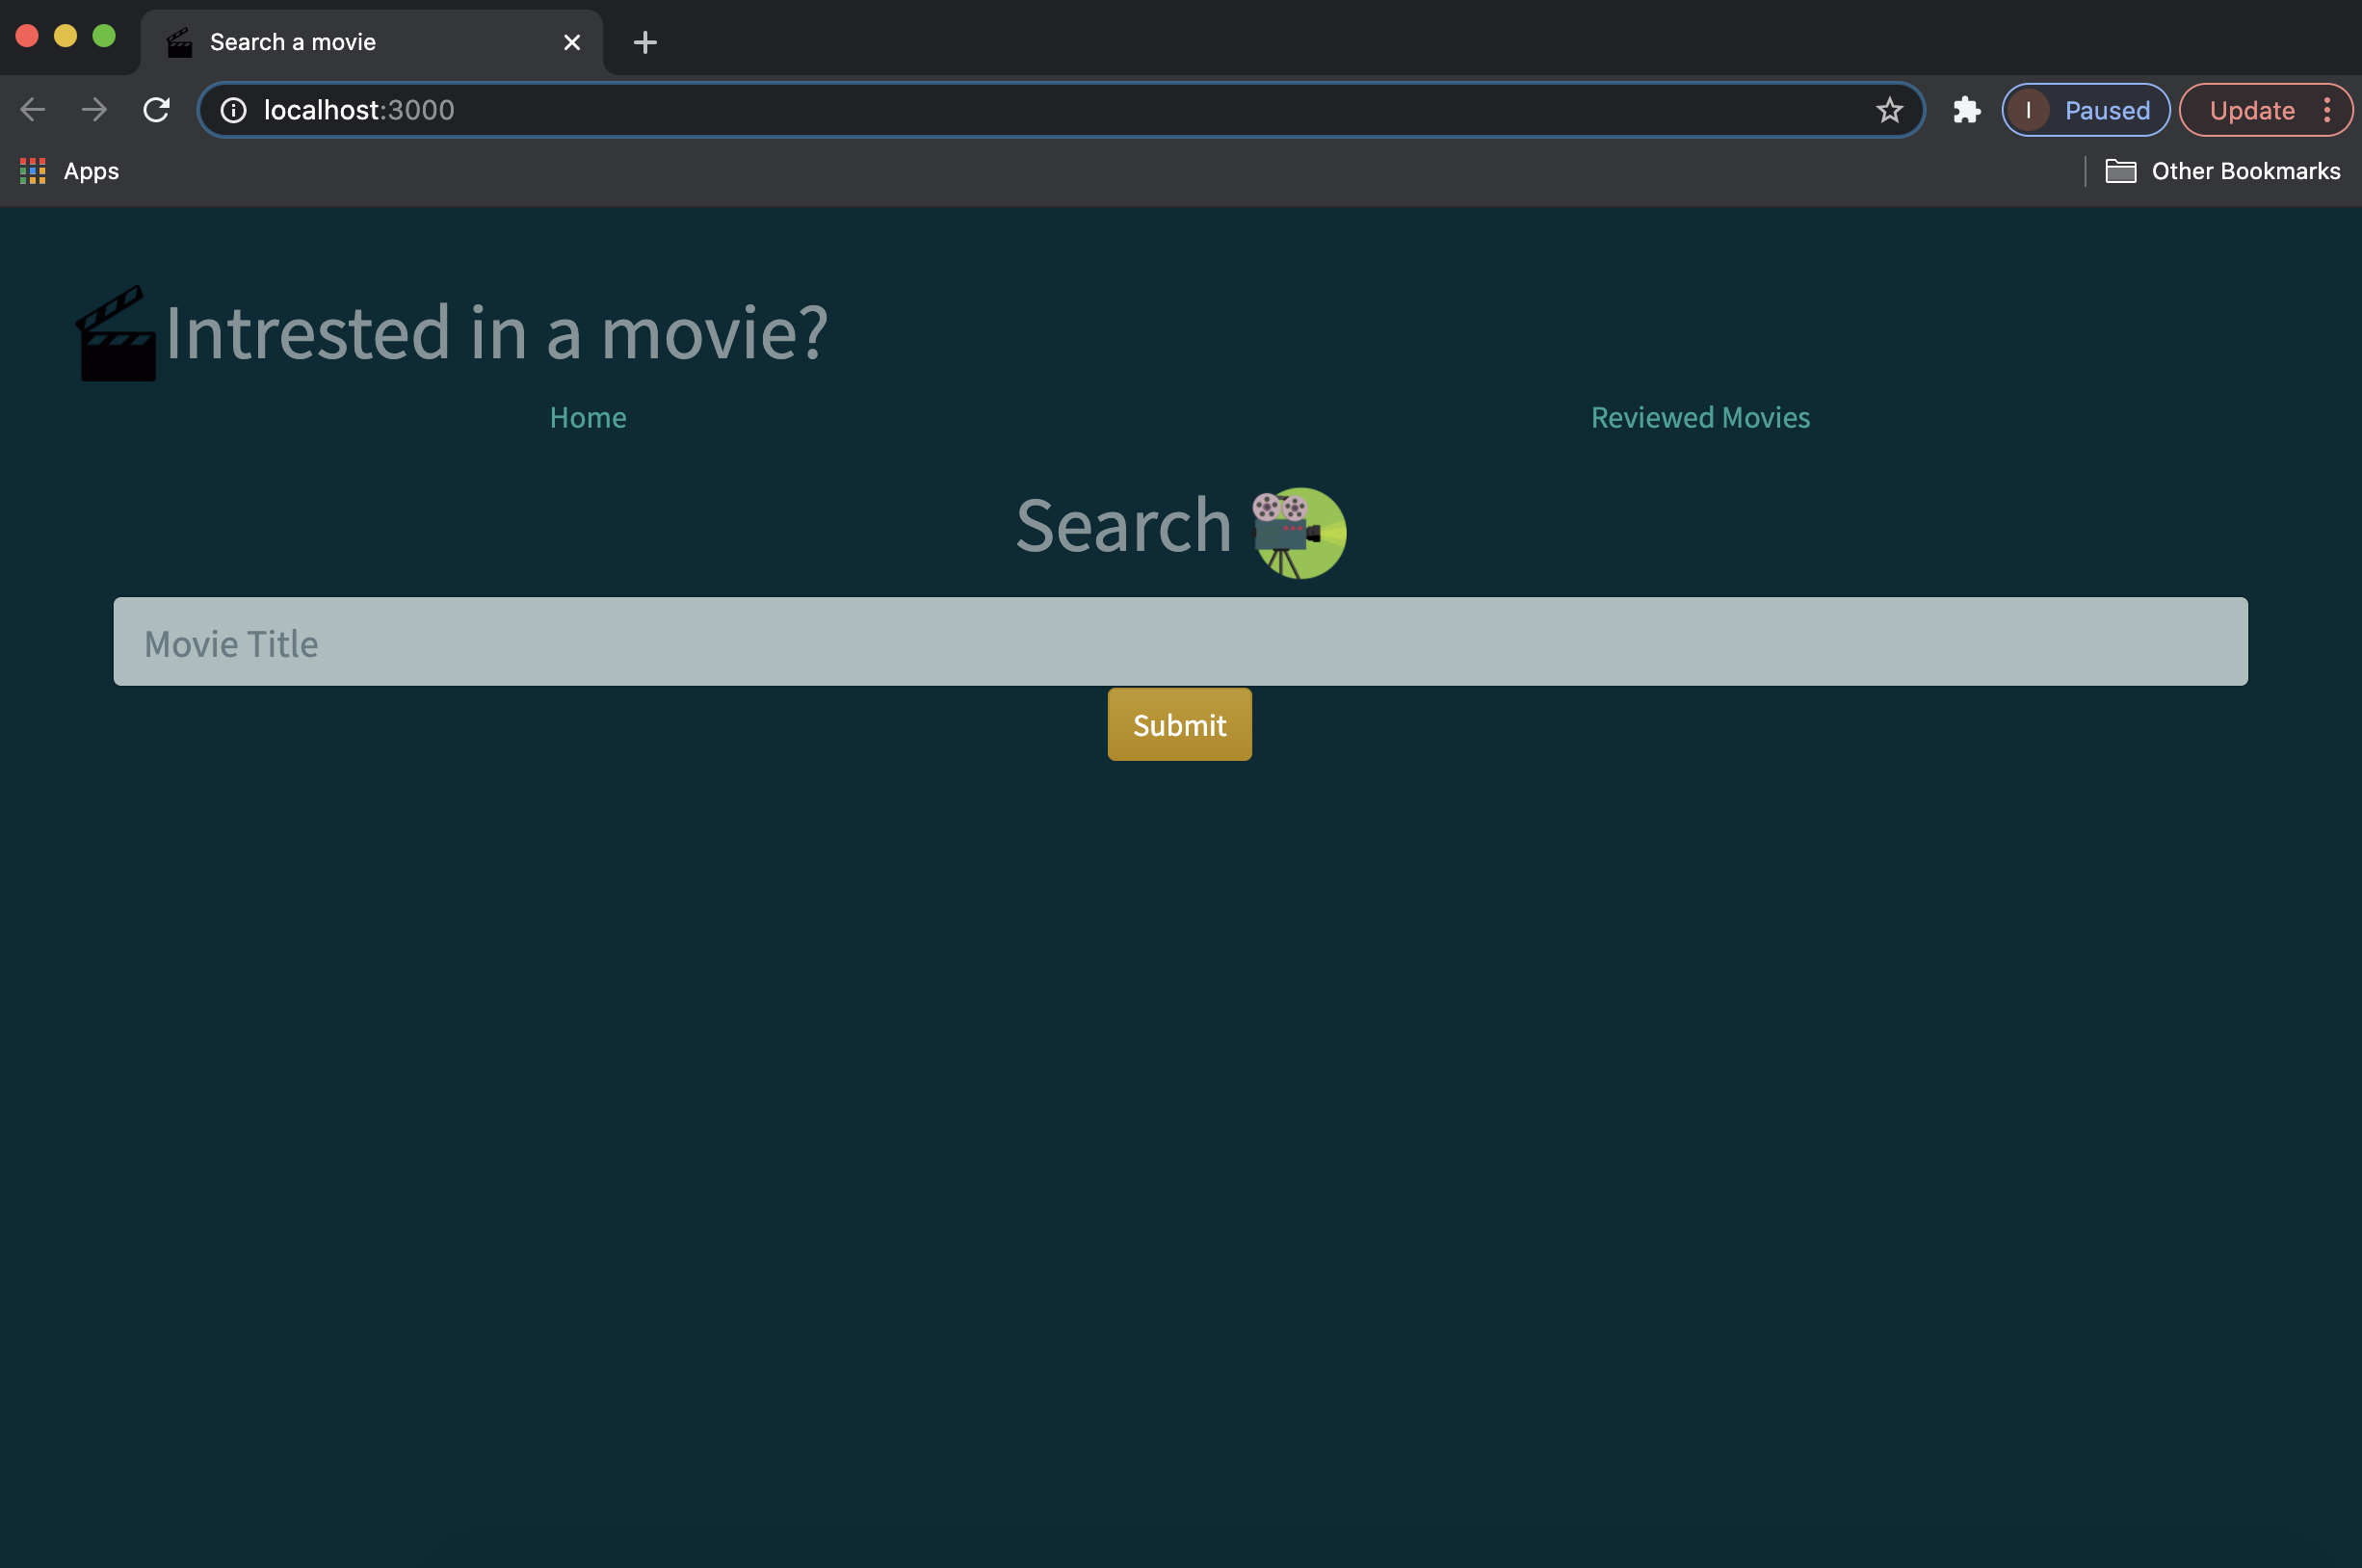 Search a movie
localhost:3000
I Paused Update
Apps Other Bookmarks
Intrested in a movie?
Home Reviewed Movies
Search
Movie Title
Submit